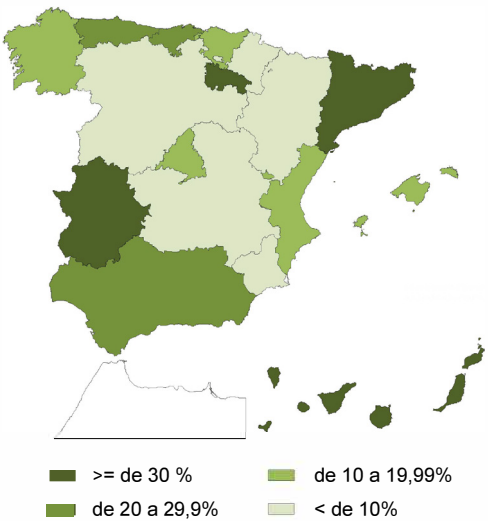 >= de 30 %
de 10 a 19,99%
de 20 a 29,9%
< de 10%